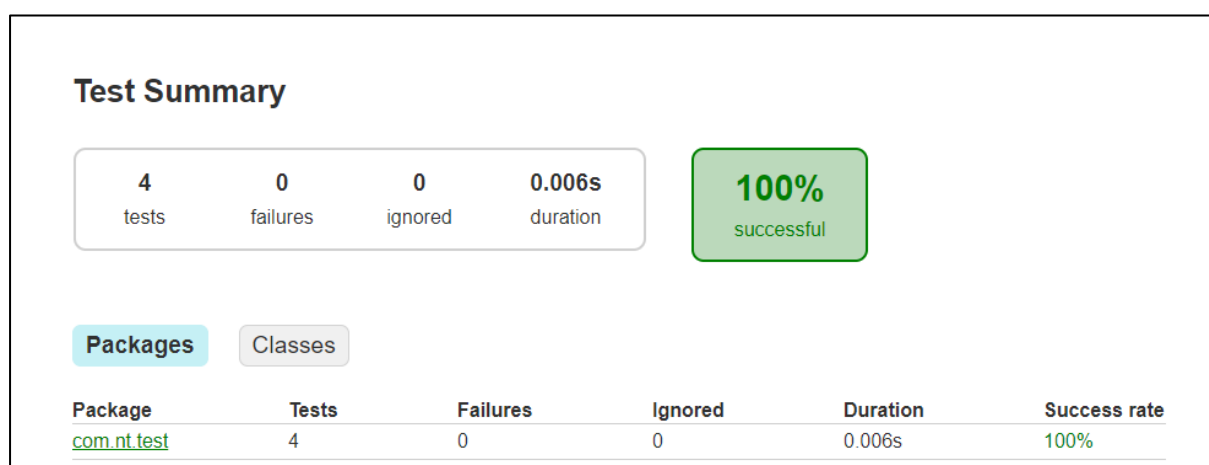 Test Summary
4 0 0 0.006s
tests failures ignored duration
100%
successful
Packages Classes
Package Tests Failures Ignored Duration Success rate
com.nt.test 4 0 0 0.006s 100%